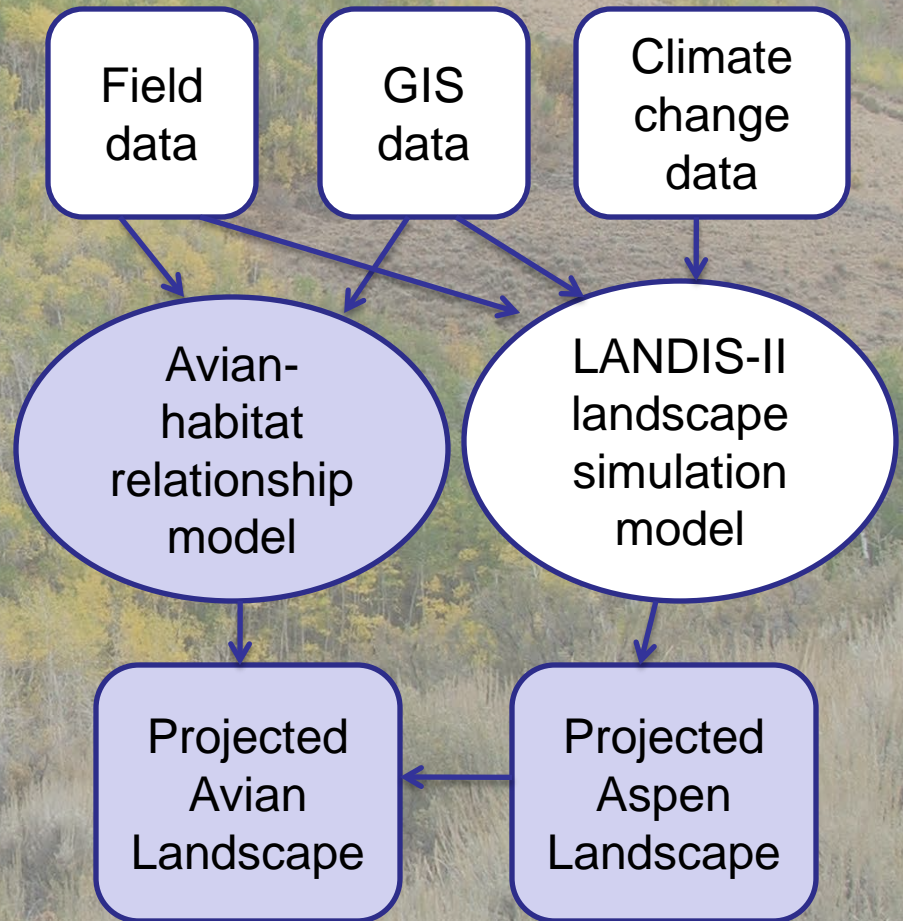 Field
data
GIS
data
Climate
change
data
Avian-
habitat
relationship
model
LANDIS-II
landscape
simulation
model
Projected
Avian
Landscape
Projected
Aspen
Landscape